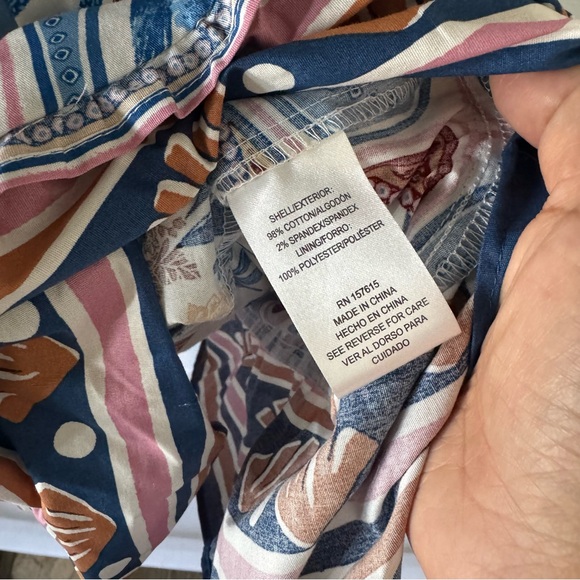 SHELL/EXTERIOR:
98% COTTON/ALGODÓN
2% SPANDEX/SPANDEX
LINING/FORRO:
100% POLYESTER/POLIÉSTER
RN 157615
MADE IN CHINA
HECHO EN CHINA
SEE REVERSE FOR CARE
VER AL DORSO PARA
CUIDADO